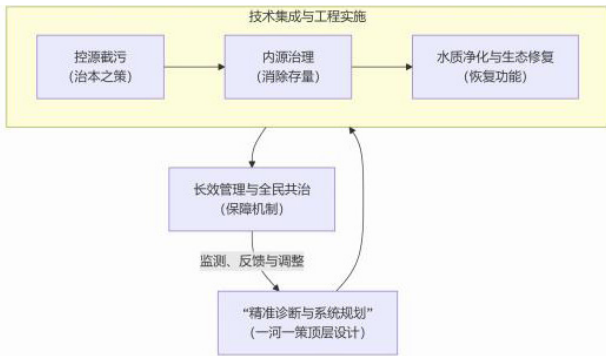 技术集成与工程实施
控源截污
（治本之策）
内源治理
（消除存量）
水质净化与生态修复
（恢复功能）
长效管理与全民共治
（保障机制）
监测、反馈与调整
“精准诊断与系统规划”
（一河一策顶层设计）